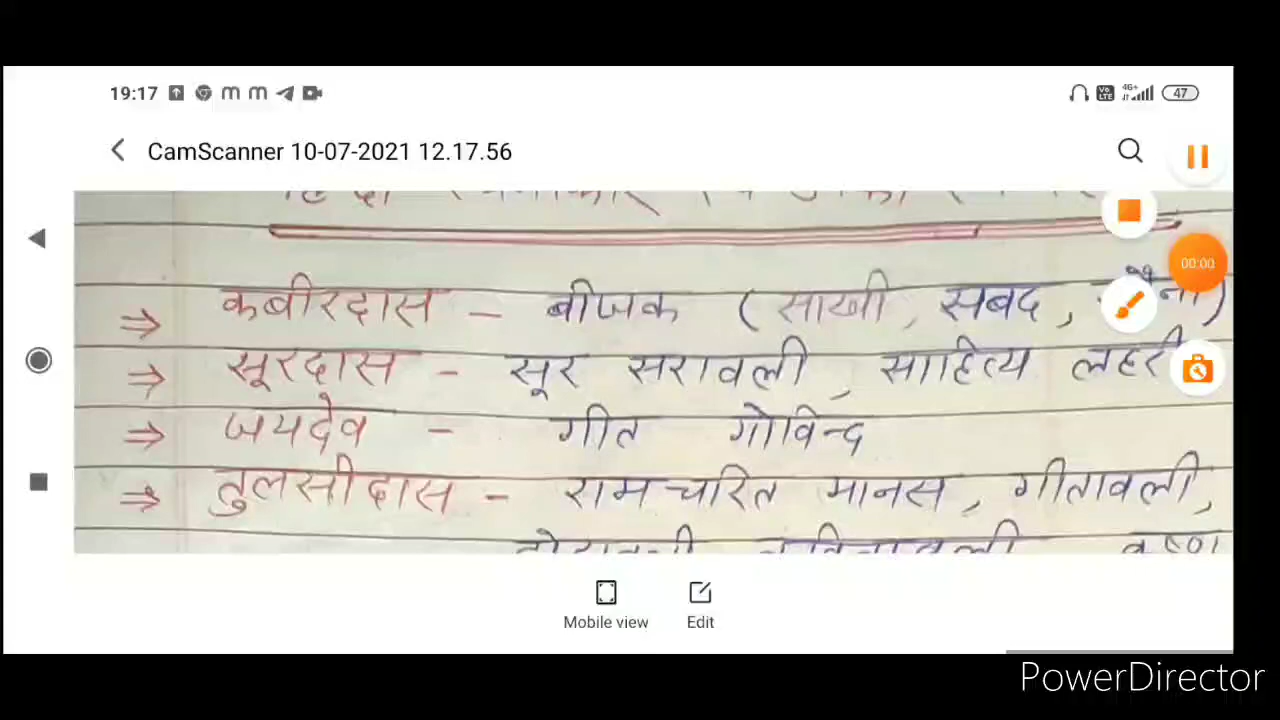 19:17 47
CamScanner 10-07-2021 12.17.56
00:00
⇒ कबीरदास - बीजक (साखी, सबद, )
⇒ सूरदास - सूर सरावली, साहित्य लहरी
⇒ जयदेव - गीत गोविन्द
⇒ तुलसीदास - रामचरित मानस, गीतावली,
Mobile view Edit
PowerDirector